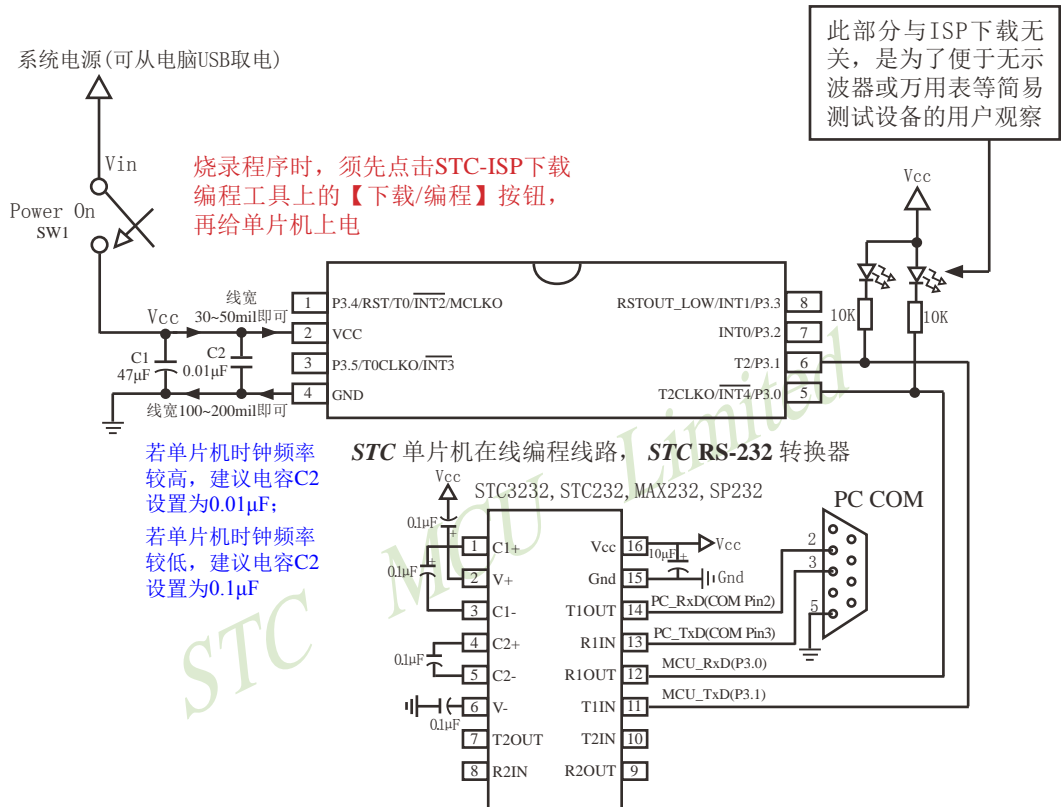 系统电源(可从电脑USB取电)
此部分与ISP下载无
关，是为了便于无示
波器或万用表等简易
测试设备的用户观察
Vin
Power On
SW1
烧录程序时，须先点击STC-ISP下载
编程工具上的【下载/编程】按钮，
再给单片机上电
Vcc
10K
10K
Vcc
线宽
30~50mil即可
C1
47μF
C2
0.01μF
线宽100~200mil即可
1 P3.4/RST/T0/INT2/MCLKO
2 VCC
3 P3.5/T0CLKO/INT3
4 GND
RSTOUT_LOW/INT1/P3.3 8
INT0/P3.2 7
T2/P3.1 6
T2CLKO/INT4/P3.0 5
若单片机时钟频率
较高，建议电容C2
设置为0.01μF；
若单片机时钟频率
较低，建议电容C2
设置为0.1μF
STC 单片机在线编程线路， STC RS-232 转换器
STC3232,STC232,MAX232,SP232
Vcc
0.1μF
+
0.1μF
+
0.1μF
0.1μF
1 C1+
2 V+
3 C1-
4 C2+
5 C2-
6 V-
7 T2OUT
8 R2IN
Vcc 16
Gnd 15
T1OUT 14
R1IN 13
R1OUT 12
T1IN 11
T2IN 10
R2OUT 9
10μF
+
Vcc
Gnd
PC_RxD(COM Pin2)
PC_TxD(COM Pin3)
MCU_RxD(P3.0)
MCU_TxD(P3.1)
PC COM
2
3
5
STC MCU Limited